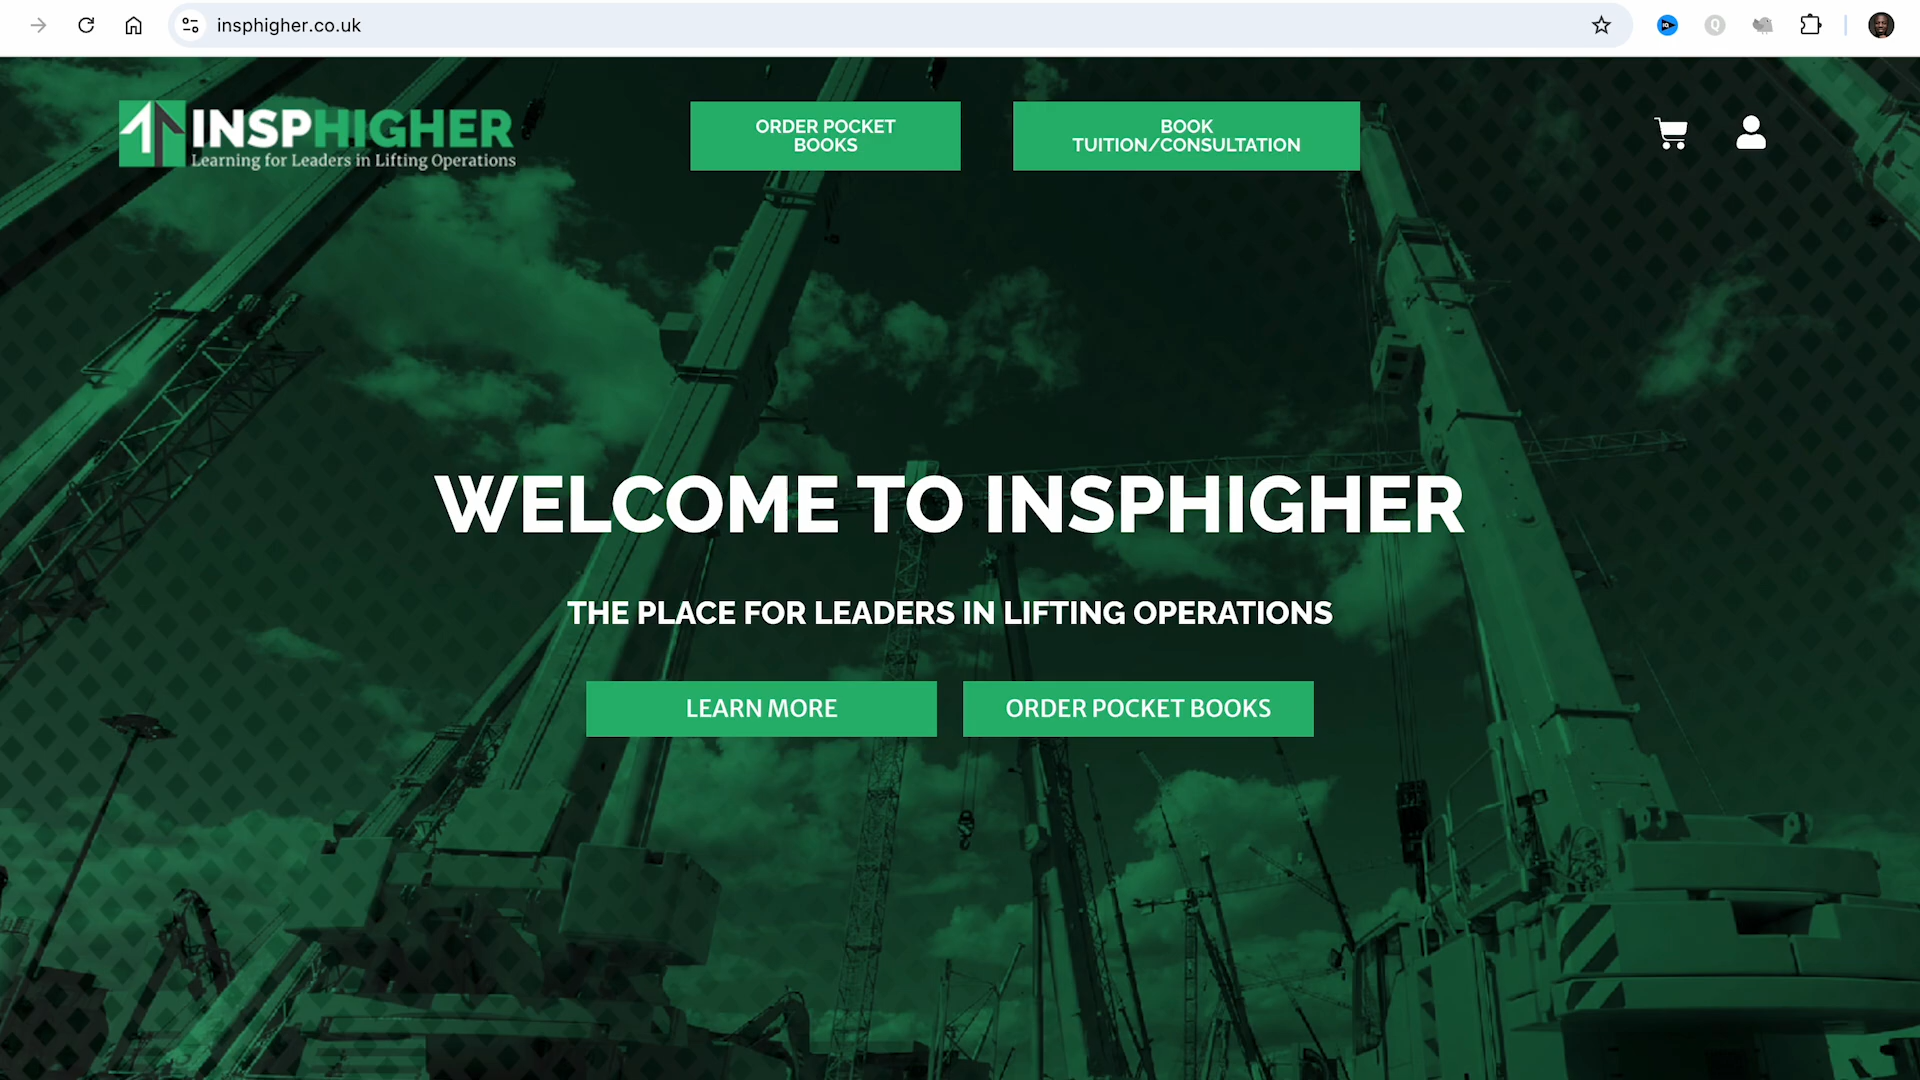 insphigher.co.uk
INSPHIGHER
Learning for Leaders in Lifting Operations
ORDER POCKET
BOOKS
BOOK
TUITION/CONSULTATION
Q
WELCOME TO INSPHIGHER
THE PLACE FOR LEADERS IN LIFTING OPERATIONS
LEARN MORE
ORDER POCKET BOOKS